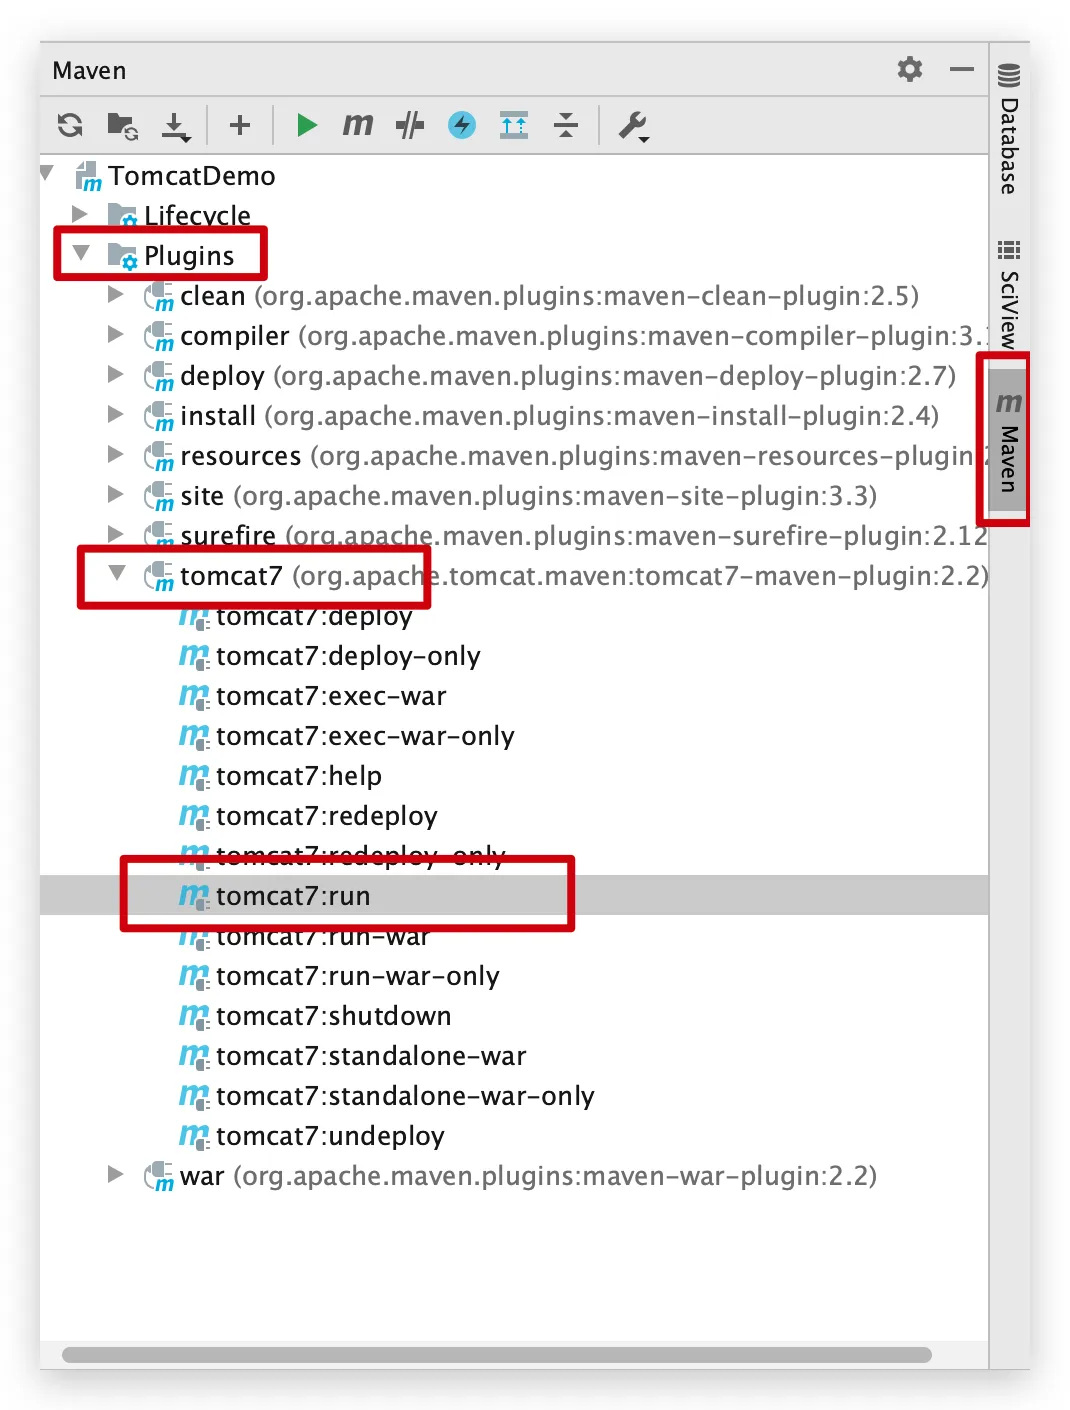 Maven
TomcatDemo
Lifecycle
Plugins
clean (org.apache.maven.plugins:maven-clean-plugin:2.5)
compiler (org.apache.maven.plugins:maven-compiler-plugin:3.
deploy (org.apache.maven.plugins:maven-deploy-plugin:2.7)
install (org.apache.maven.plugins:maven-install-plugin:2.4)
resources (org.apache.maven.plugins:maven-resources-plugin:
site (org.apache.maven.plugins:maven-site-plugin:3.3)
surefire (org.apache.maven.plugins:maven-surefire-plugin:2.12
tomcat7 (org.apache.tomcat.maven:tomcat7-maven-plugin:2.2)
tomcat7:deploy
tomcat7:deploy-only
tomcat7:exec-war
tomcat7:exec-war-only
tomcat7:help
tomcat7:redeploy
tomcat7:redeploy-only
tomcat7:run
tomcat7:run-war
tomcat7:run-war-only
tomcat7:shutdown
tomcat7:standalone-war
tomcat7:standalone-war-only
tomcat7:undeploy
war (org.apache.maven.plugins:maven-war-plugin:2.2)
Database
SciView
Maven